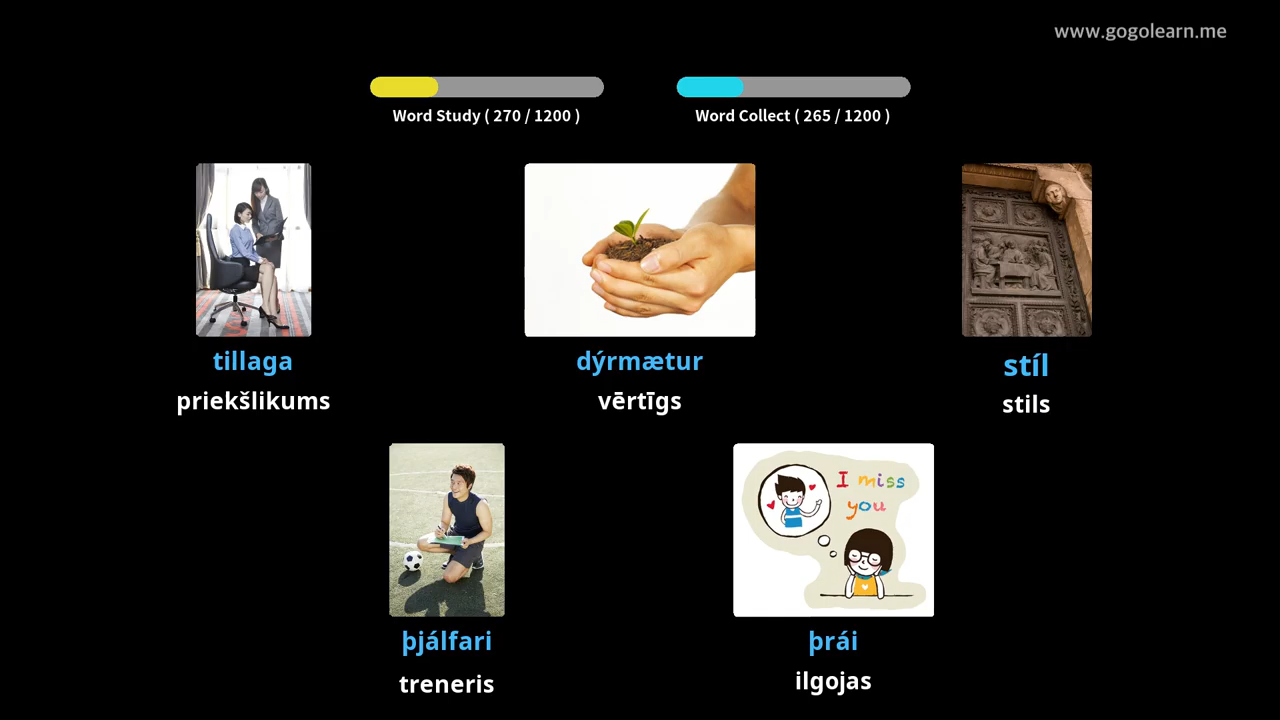 www.gogolearn.me
Word Study ( 270 / 1200 )
Word Collect ( 265 / 1200 )
tillaga
priekšlikums
dýrmætur
vērtīgs
stíl
stils
þjálfari
treneris
I miss
you
þrái
ilgojas